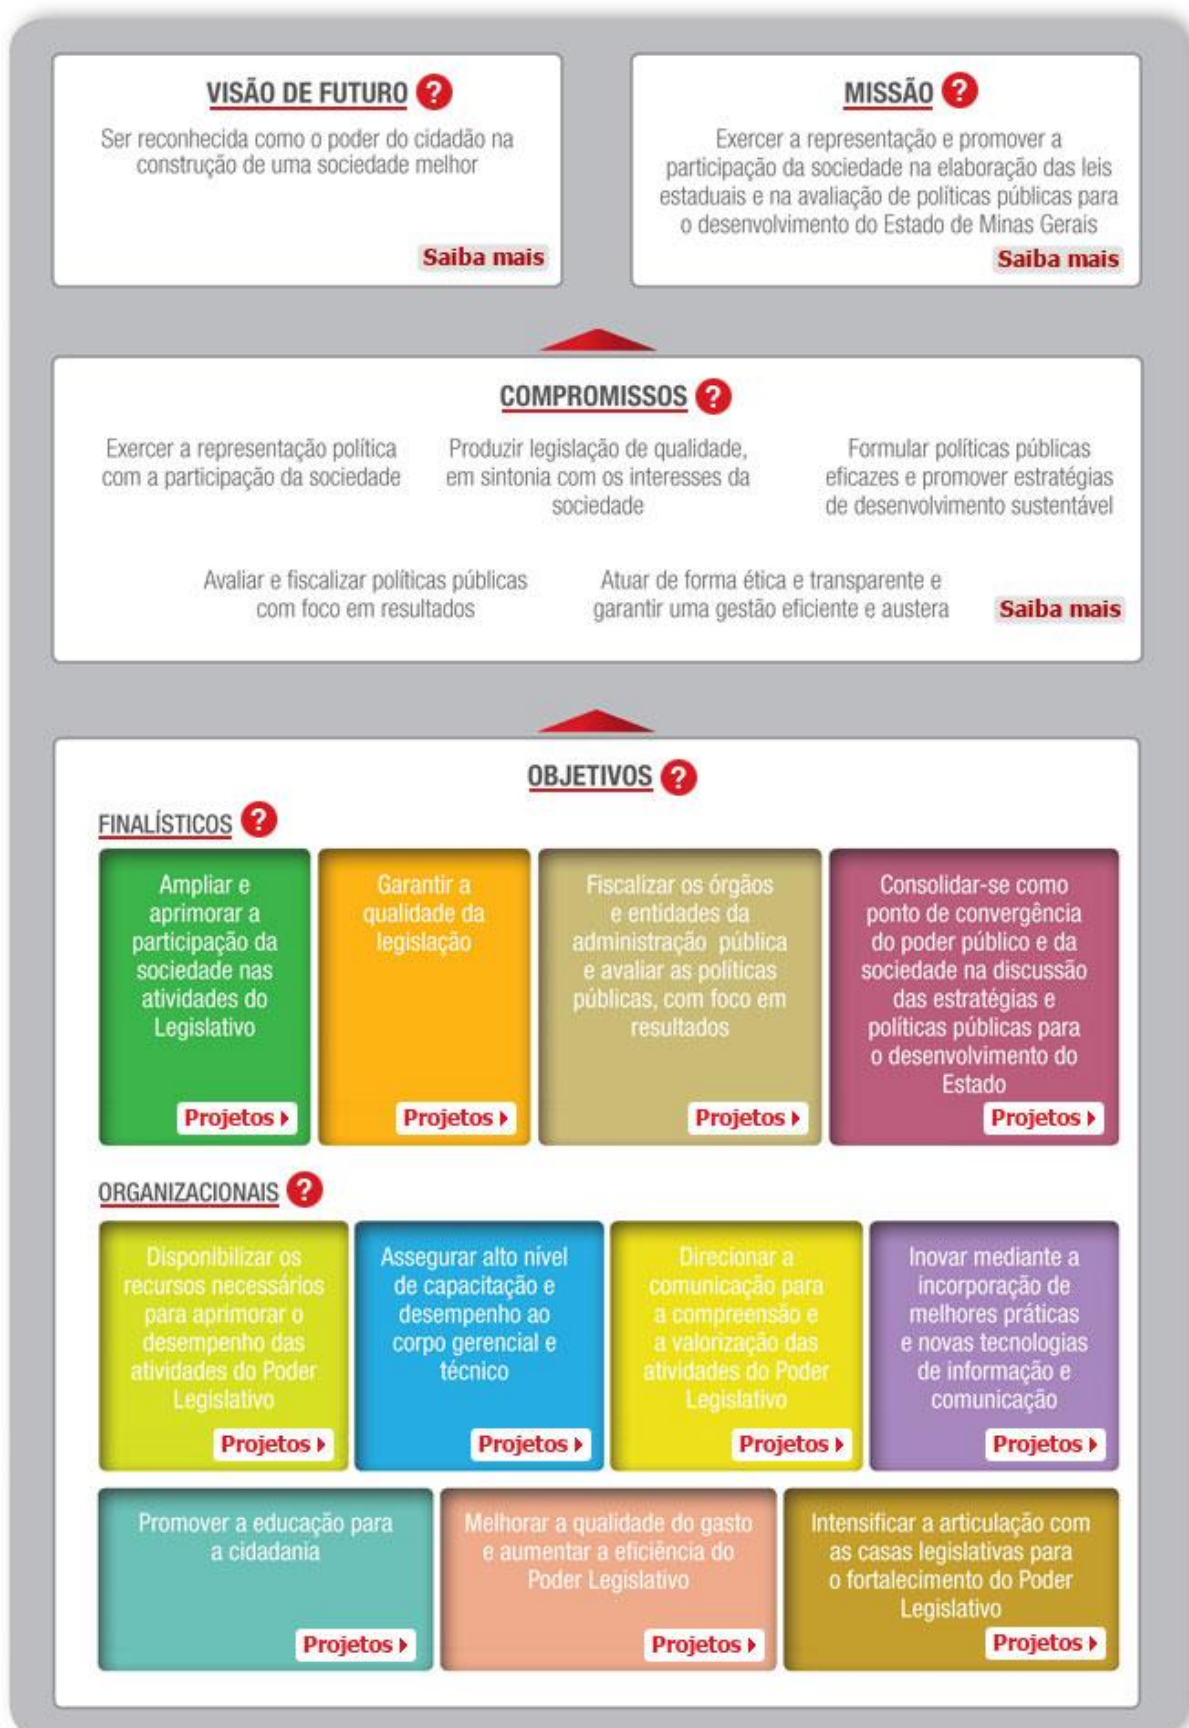 VISÃO DE FUTURO ?
Ser reconhecida como o poder do cidadão na
construção de uma sociedade melhor
Saiba mais
MISSÃO ?
Exercer a representação e promover a
participação da sociedade na elaboração das leis
estaduais e na avaliação de políticas públicas para
o desenvolvimento do Estado de Minas Gerais
Saiba mais
COMPROMISSOS ?
Exercer a representação política
com a participação da sociedade
Produzir legislação de qualidade,
em sintonia com os interesses da
sociedade
Formular políticas públicas
eficazes e promover estratégias
de desenvolvimento sustentável
Avaliar e fiscalizar políticas públicas
com foco em resultados
Atuar de forma ética e transparente e
garantir uma gestão eficiente e austera
Saiba mais
OBJETIVOS ?
FINALÍSTICOS ?
Ampliar e
aprimorar a
participação da
sociedade nas
atividades do
Legislativo
Projetos
Garantir a
qualidade da
legislação
Projetos
Fiscalizar os órgãos
e entidades da
administração pública
e avaliar as políticas
públicas, com foco em
resultados
Projetos
Consolidar-se como
ponto de convergência
do poder público e da
sociedade na discussão
das estratégias e
políticas públicas para
o desenvolvimento do
Estado
Projetos
ORGANIZACIONAIS ?
Disponibilizar os
recursos necessários
para aprimorar o
desempenho das
atividades do Poder
Legislativo
Projetos
Assegurar alto nível
de capacitação e
desempenho ao
corpo gerencial e
técnico
Projetos
Direcionar a
comunicação para
a compreensão e
a valorização das
atividades do Poder
Legislativo
Projetos
Inovar mediante a
incorporação de
melhores práticas
e novas tecnologias
de informação e
comunicação
Projetos
Promover a educação para
a cidadania
Projetos
Melhorar a qualidade do gasto
e aumentar a eficiência do
Poder Legislativo
Projetos
Intensificar a articulação com
as casas legislativas para
o fortalecimento do Poder
Legislativo
Projetos